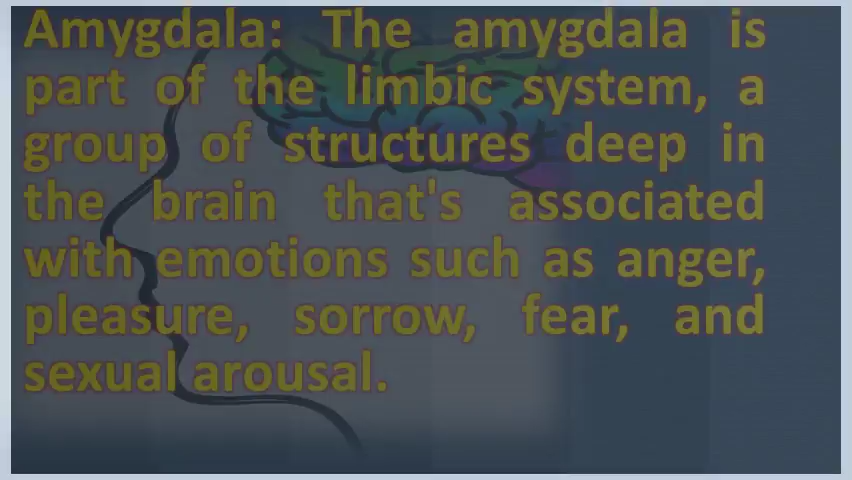 Amygdala: The amygdala is
part of the limbic system, a
group of structures deep in
the brain that's associated
with emotions such as anger,
pleasure, sorrow, fear, and
sexual arousal.